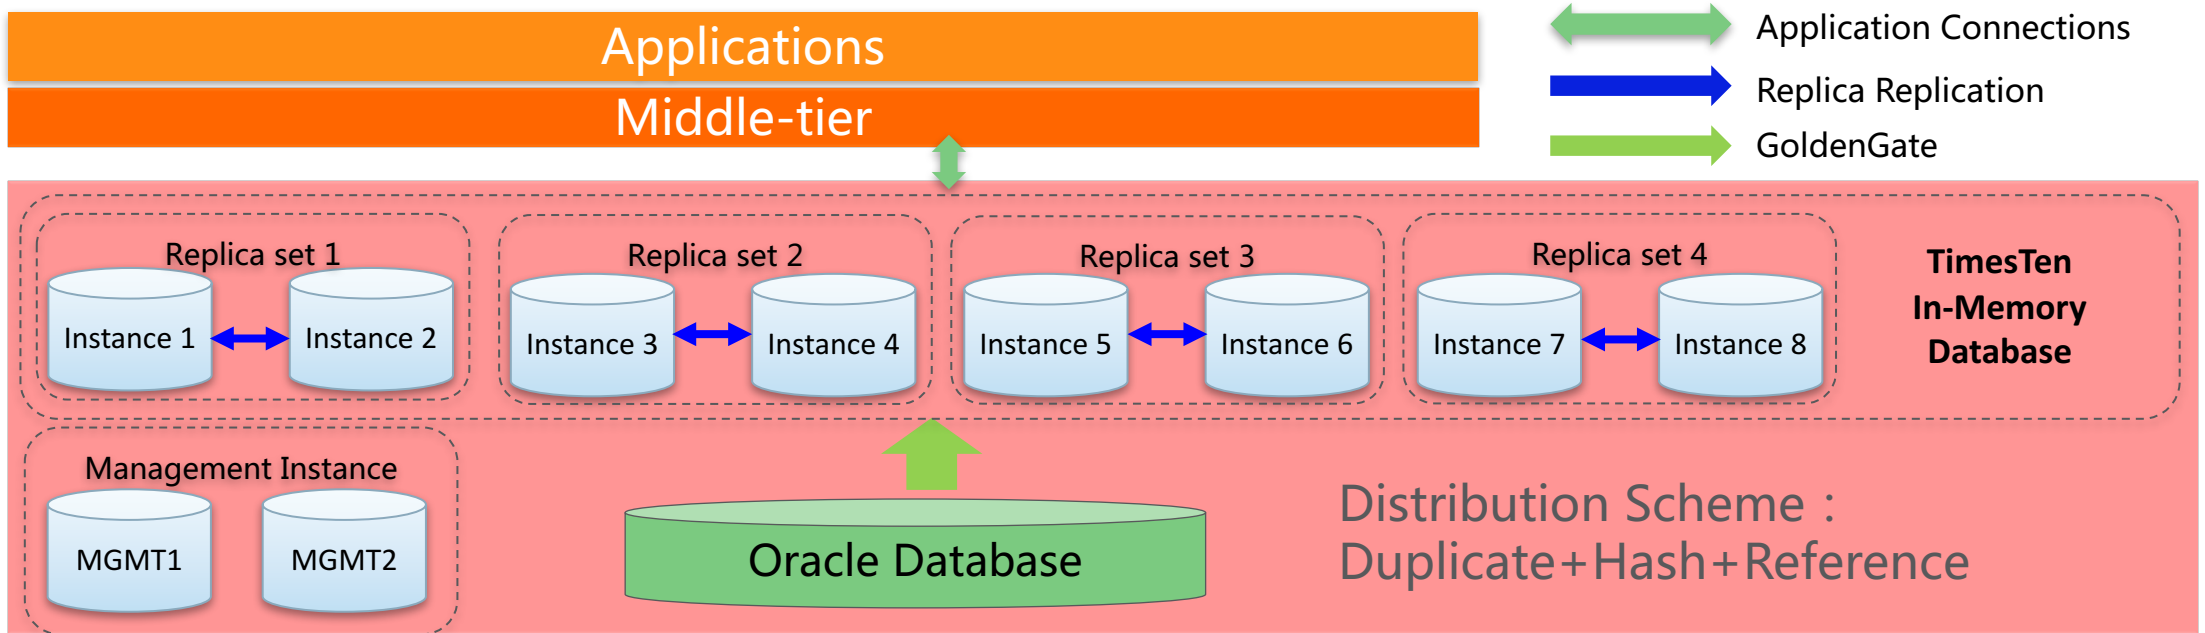 Applications
Middle-tier
Application Connections
Replica Replication
GoldenGate
Replica set 1
Replica set 2
Replica set 3
Replica set 4
Instance 1
Instance 2
Instance 3
Instance 4
Instance 5
Instance 6
Instance 7
Instance 8
TimesTen
In-Memory
Database
Management Instance
MGMT1
MGMT2
Oracle Database
Distribution Scheme :
Duplicate+Hash+Reference